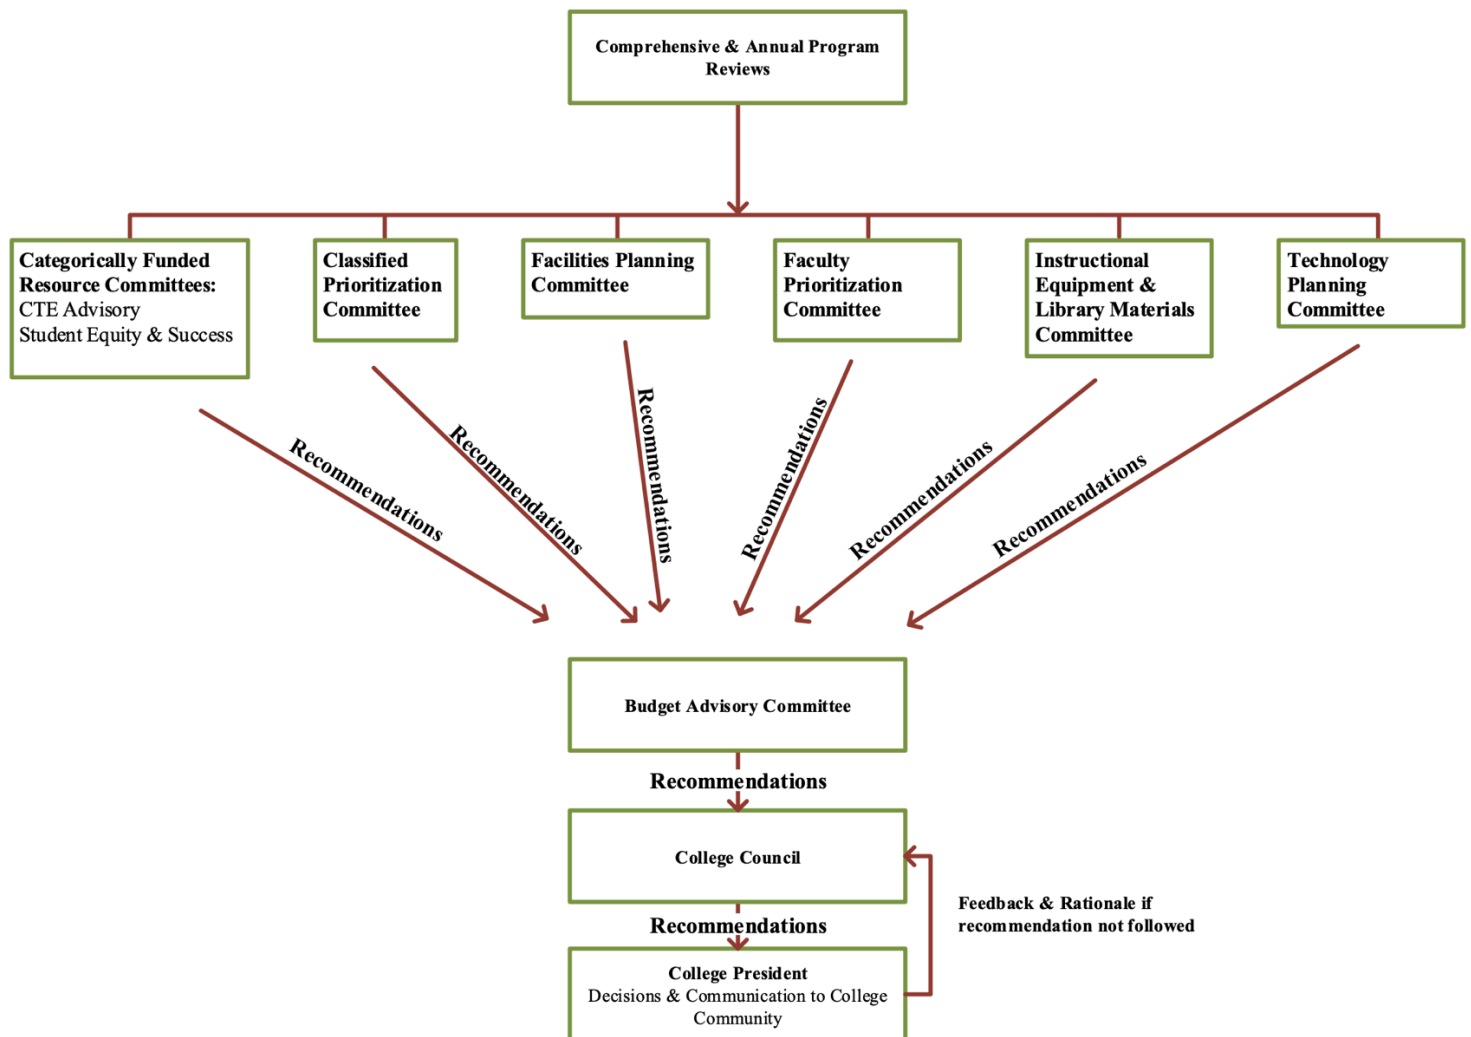 Comprehensive & Annual Program
Reviews
Categorically Funded
Resource Committees:
CTE Advisory
Student Equity & Success
Classified
Prioritization
Committee
Facilities Planning
Committee
Faculty
Prioritization
Committee
Instructional
Equipment &
Library Materials
Committee
Technology
Planning
Committee
Recommendations
Recommendations
Recommendations
Recommendations
Recommendations
Recommendations
Budget Advisory Committee
Recommendations
College Council
Feedback & Rationale if
recommendation not followed
Recommendations
College President
Decisions & Communication to College
Community